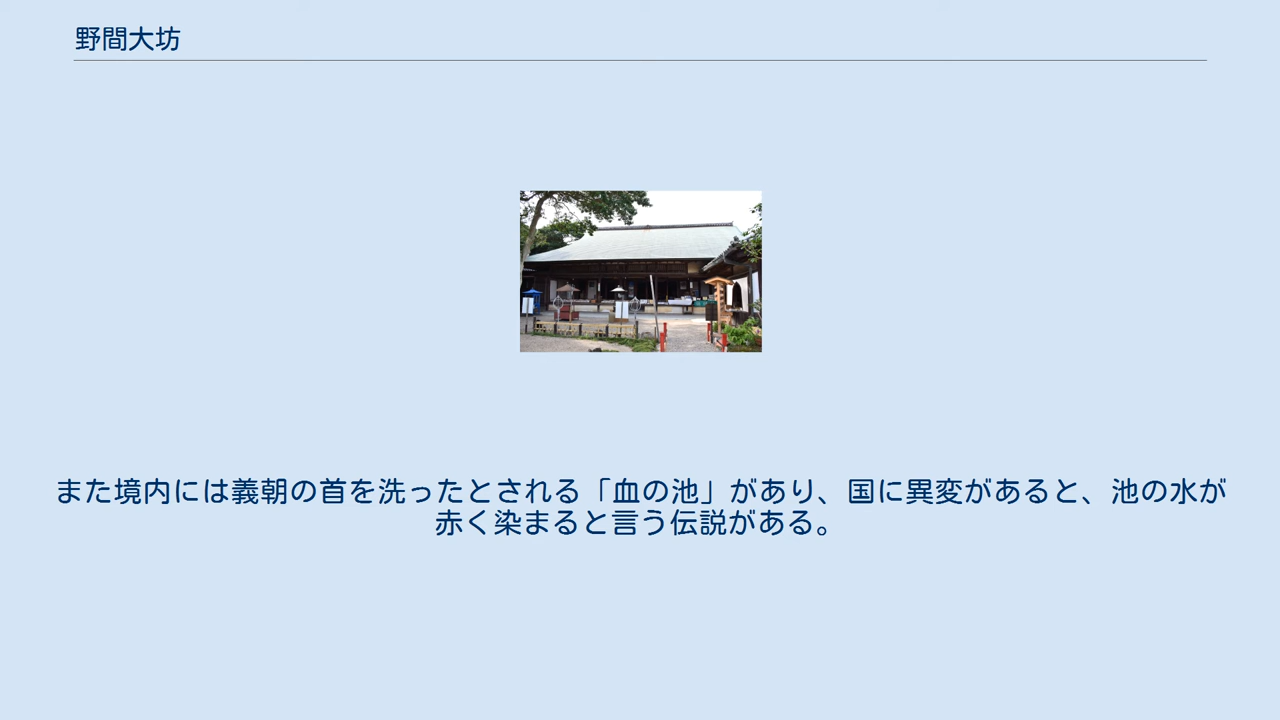 野間大坊
また境内には義朝の首を洗ったとされる「血の池」があり、国に異変があると、池の水が
赤く染まると言う伝説がある。